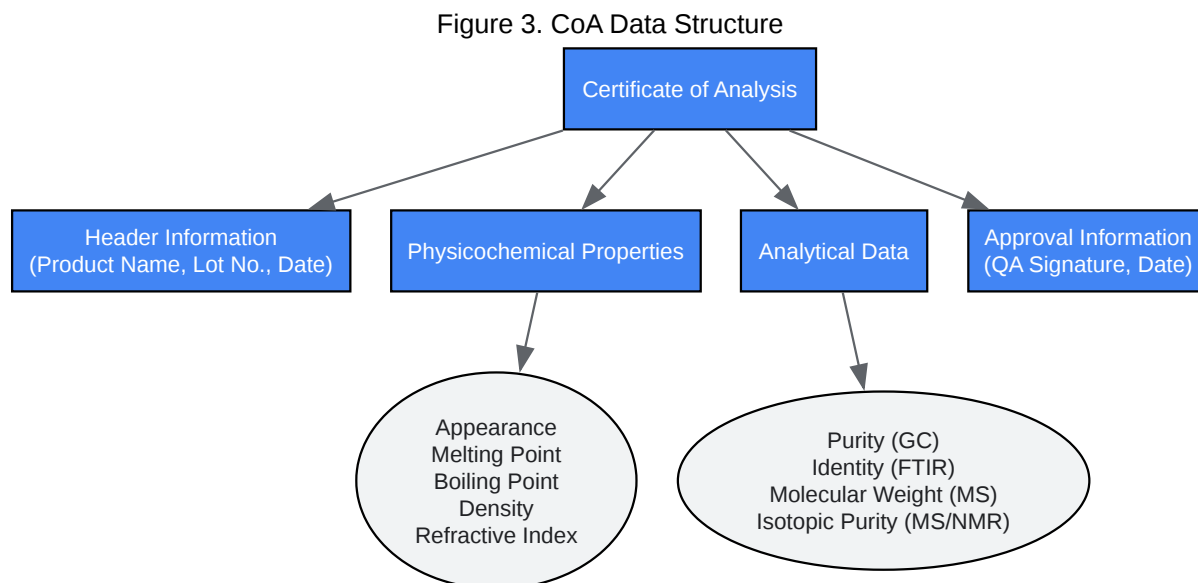 Figure 3. CoA Data Structure
Certificate of Analysis
Header Information
(Product Name, Lot No., Date)
Physicochemical Properties
Analytical Data
Approval Information
(QA Signature, Date)
Appearance
Melting Point
Boiling Point
Density
Refractive Index
Purity (GC)
Identity (FTIR)
Molecular Weight (MS)
Isotopic Purity (MS/NMR)